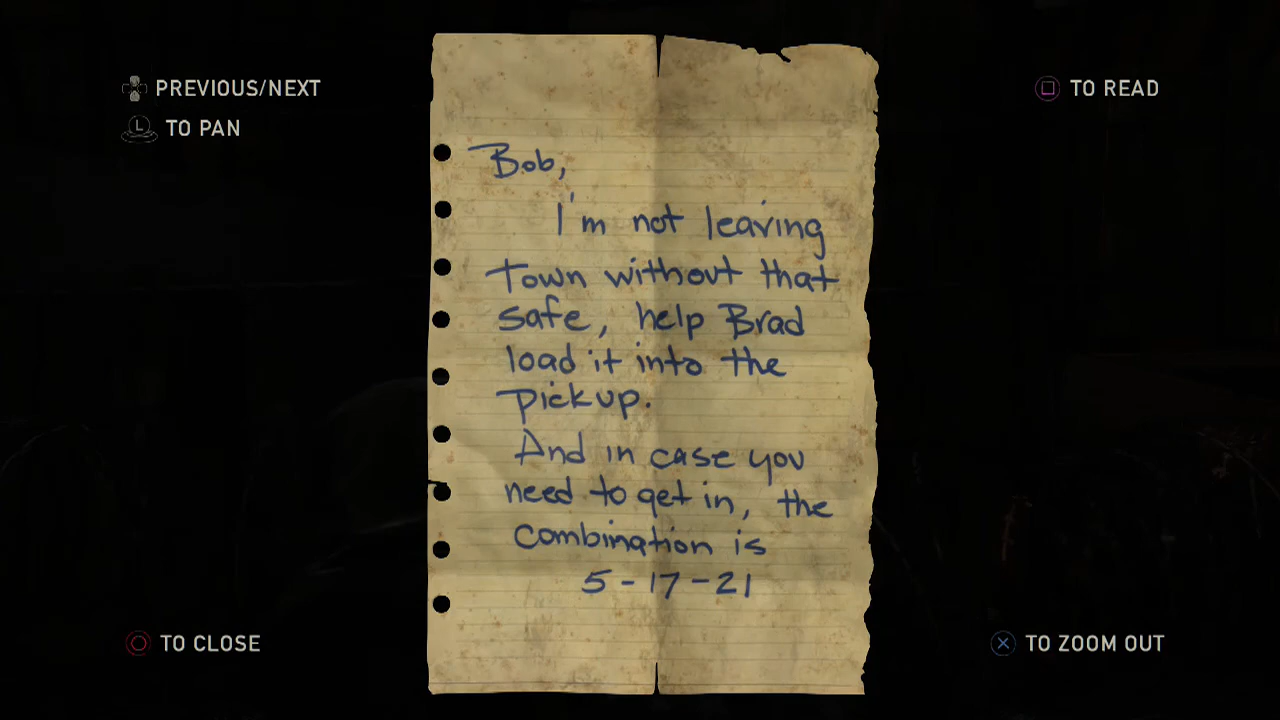 PREVIOUS/NEXT
L TO PAN
TO READ
Bob,
I'm not leaving
town without that
safe, help Brad
load it into the
pickup.
And in case you
need to get in, the
combination is
5-17-21
TO CLOSE
TO ZOOM OUT